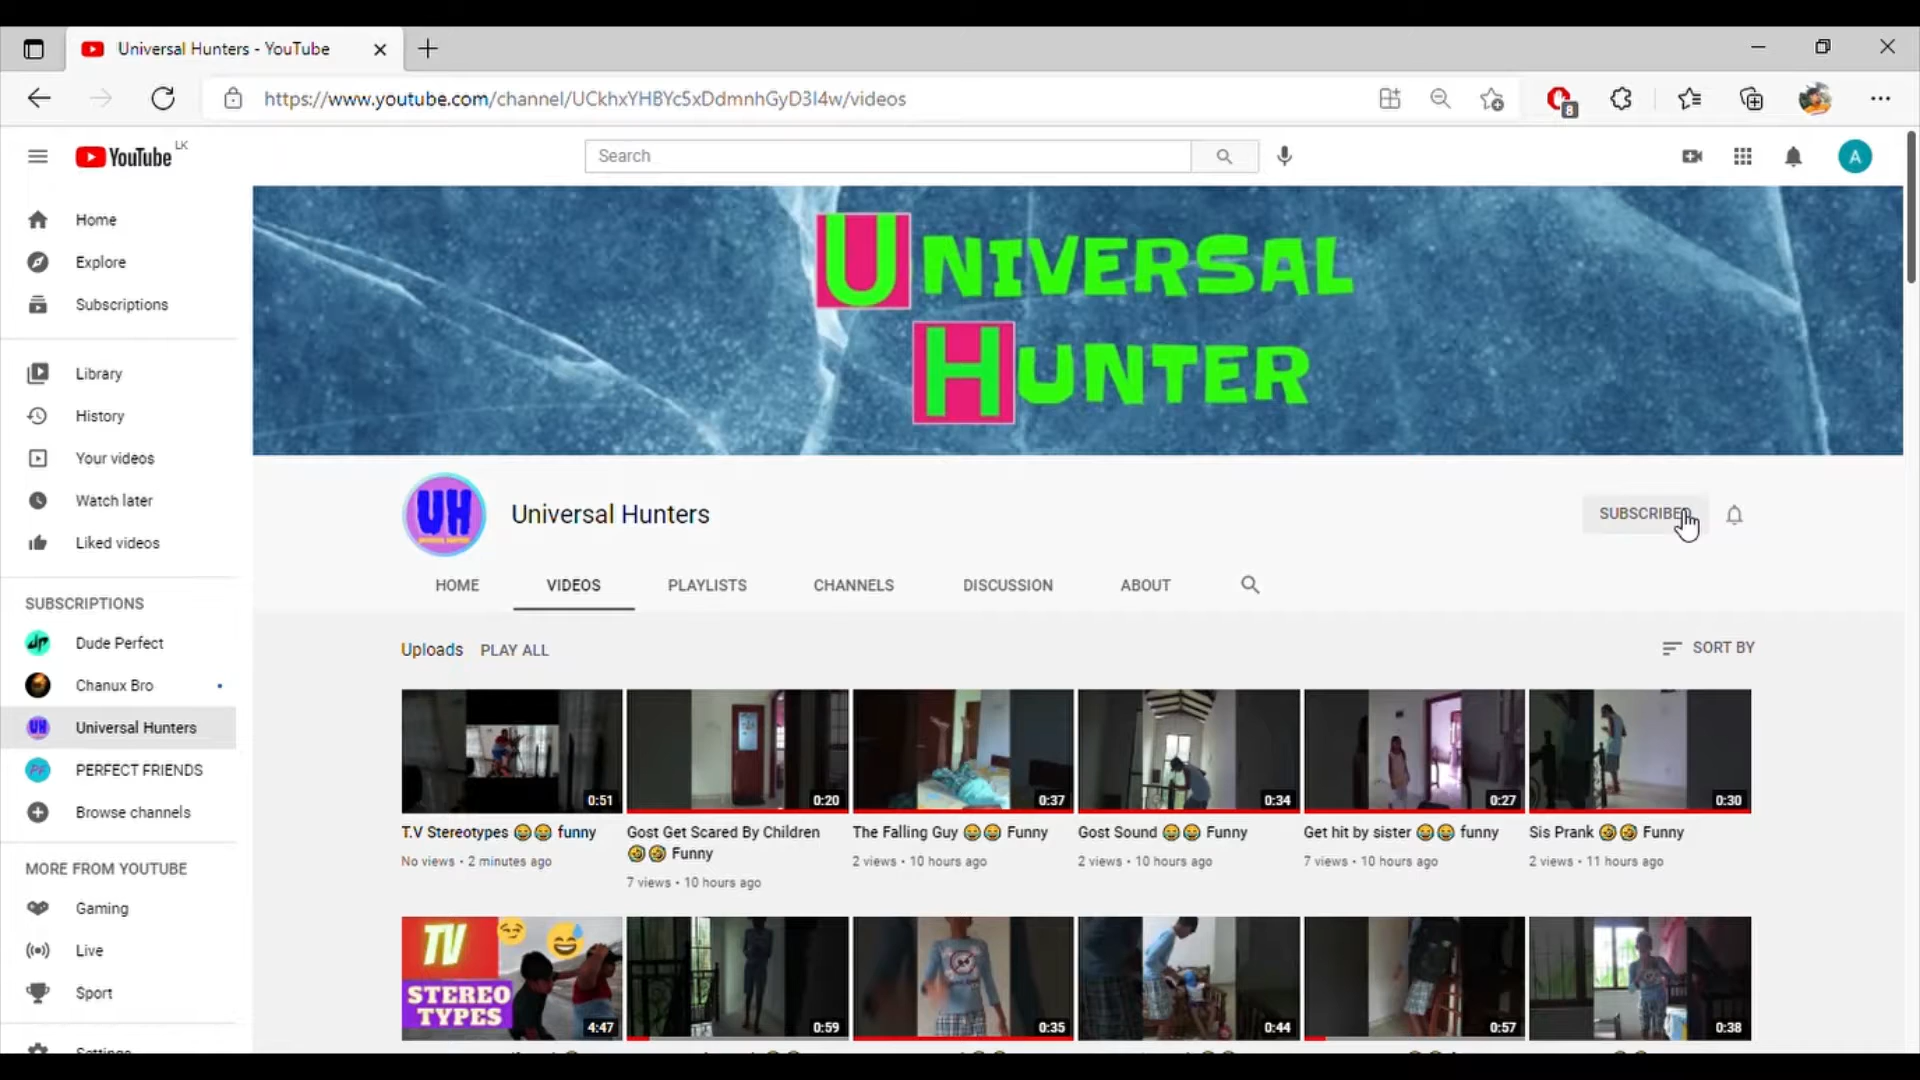 Universal Hunters - YouTube
https://www.youtube.com/channel/UCkhxYHBYc5xDdmnhGyD3I4w/videos
8
YouTube LK
Search
A
Home
Explore
Subscriptions
Library
History
Your videos
Watch later
Liked videos
SUBSCRIPTIONS
Dude Perfect
Chanux Bro
Universal Hunters
PERFECT FRIENDS
Browse channels
MORE FROM YOUTUBE
Gaming
Live
Sport
Settings
UNIVERSAL
HUNTER
UH
Universal Hunters
SUBSCRIBED
HOME VIDEOS PLAYLISTS CHANNELS DISCUSSION ABOUT
Uploads PLAY ALL
SORT BY
0:51 0:20 0:37 0:34 0:27 0:30
T.V Stereotypes 😂😂 funny
No views • 2 minutes ago
Gost Get Scared By Children
🤣🤣 Funny
7 views • 10 hours ago
The Falling Guy 😂😂 Funny
2 views • 10 hours ago
Gost Sound 😂😂 Funny
2 views • 10 hours ago
Get hit by sister 😂😂 funny
7 views • 10 hours ago
Sis Prank 🤣🤣 Funny
2 views • 11 hours ago
TV
STEREO
TYPES
4:47 0:59 0:35 0:44 0:57 0:38